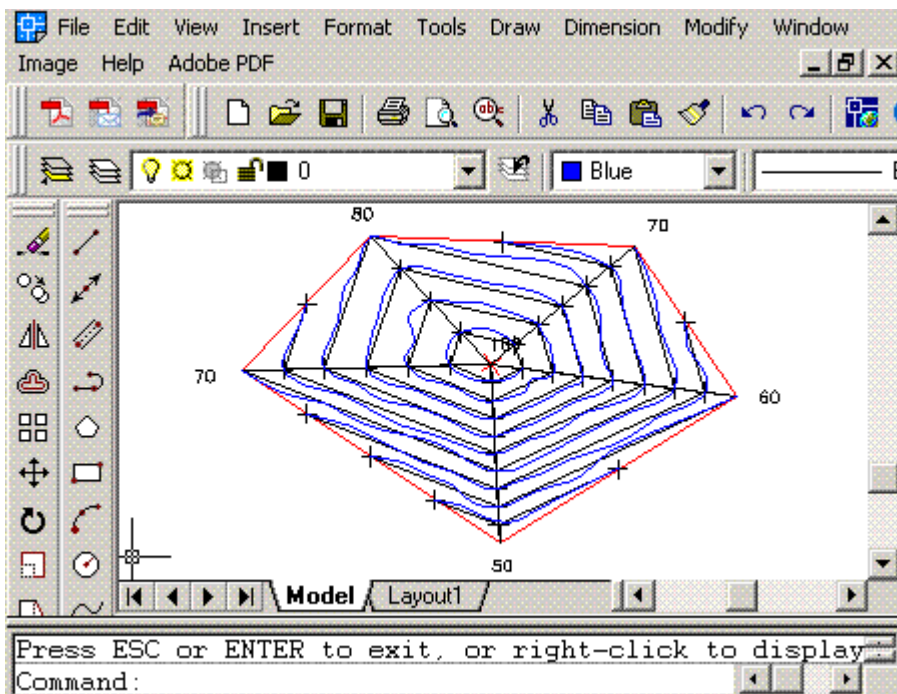 File Edit View Insert Format Tools Draw Dimension Modify Window
Image Help Adobe PDF
0 Blue
80
70
70
60
50
Model Layout1
Press ESC or ENTER to exit, or right-click to display
Command: